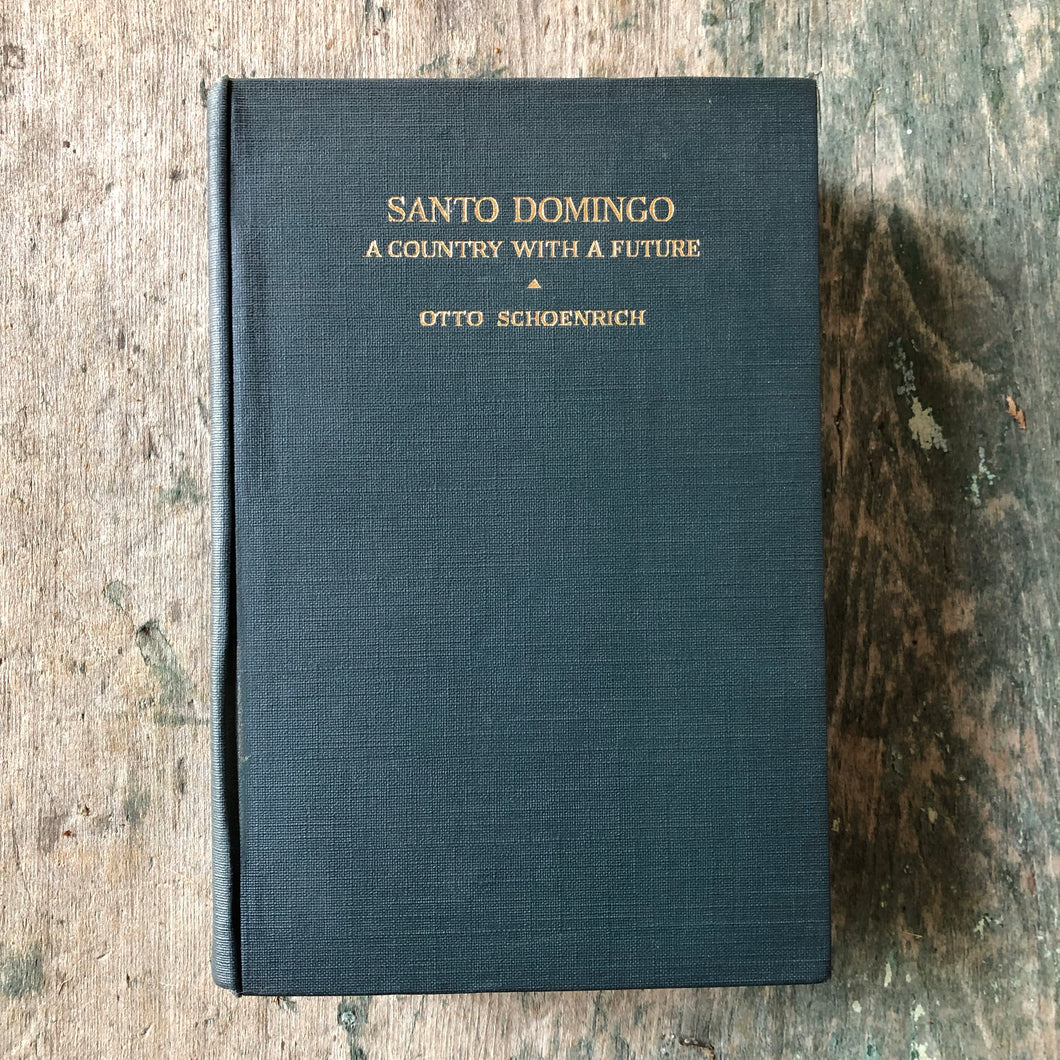 SANTO DOMINGO
A COUNTRY WITH A FUTURE
OTTO SCHOENRICH